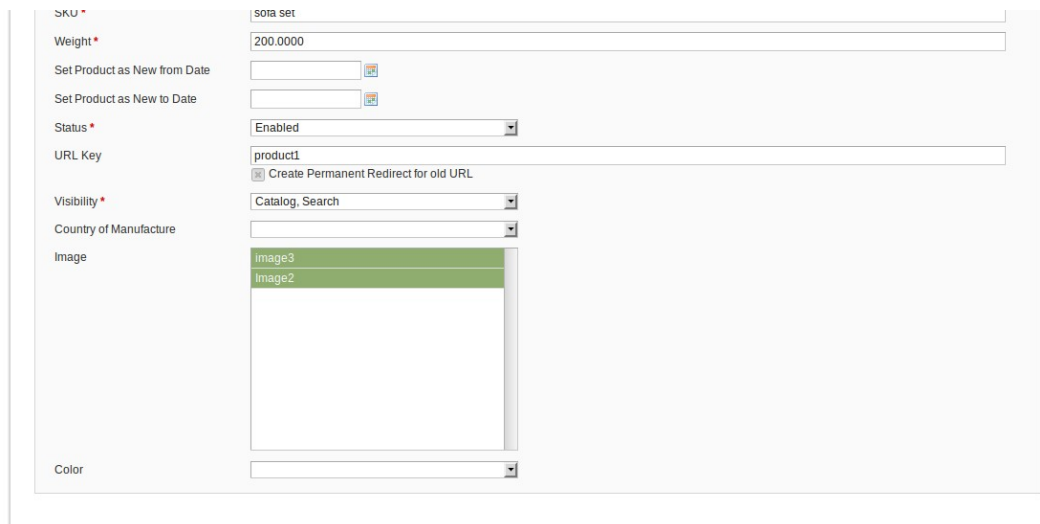 SKU *
sofa set
Weight *
200.0000
Set Product as New from Date
Set Product as New to Date
Status *
Enabled
URL Key
product1
Create Permanent Redirect for old URL
Visibility *
Catalog, Search
Country of Manufacture
Image
image3
Image2
Color